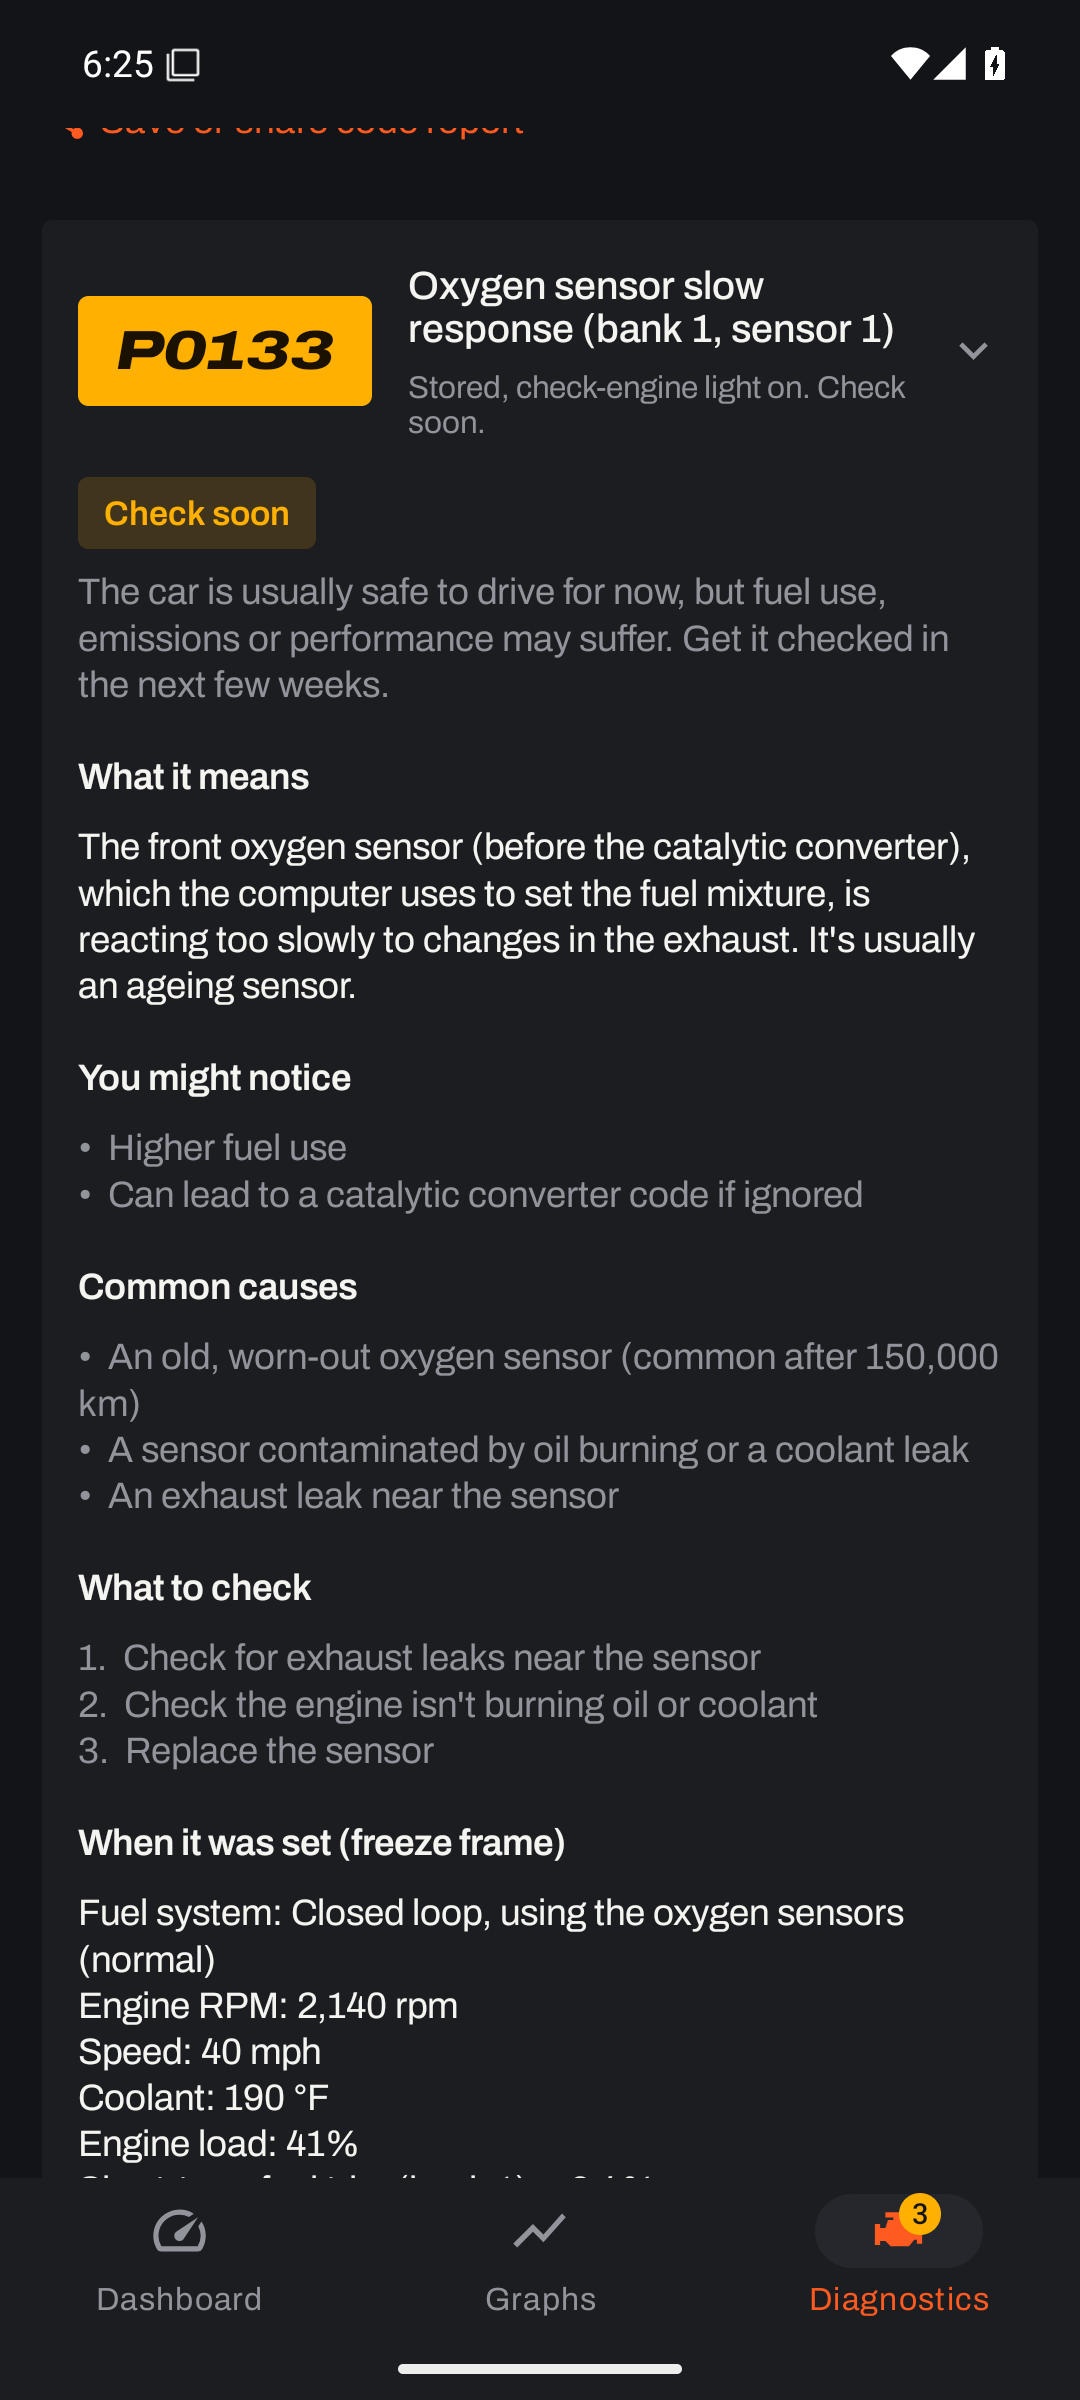 6:25
Save or share code report
P0133
Oxygen sensor slow
response (bank 1, sensor 1)
Stored, check-engine light on. Check
soon.
Check soon
The car is usually safe to drive for now, but fuel use,
emissions or performance may suffer. Get it checked in
the next few weeks.
What it means
The front oxygen sensor (before the catalytic converter),
which the computer uses to set the fuel mixture, is
reacting too slowly to changes in the exhaust. It's usually
an ageing sensor.
You might notice
• Higher fuel use
• Can lead to a catalytic converter code if ignored
Common causes
• An old, worn-out oxygen sensor (common after 150,000
km)
• A sensor contaminated by oil burning or a coolant leak
• An exhaust leak near the sensor
What to check
1. Check for exhaust leaks near the sensor
2. Check the engine isn't burning oil or coolant
3. Replace the sensor
When it was set (freeze frame)
Fuel system: Closed loop, using the oxygen sensors
(normal)
Engine RPM: 2,140 rpm
Speed: 40 mph
Coolant: 190 °F
Engine load: 41%
3
Dashboard
Graphs
Diagnostics